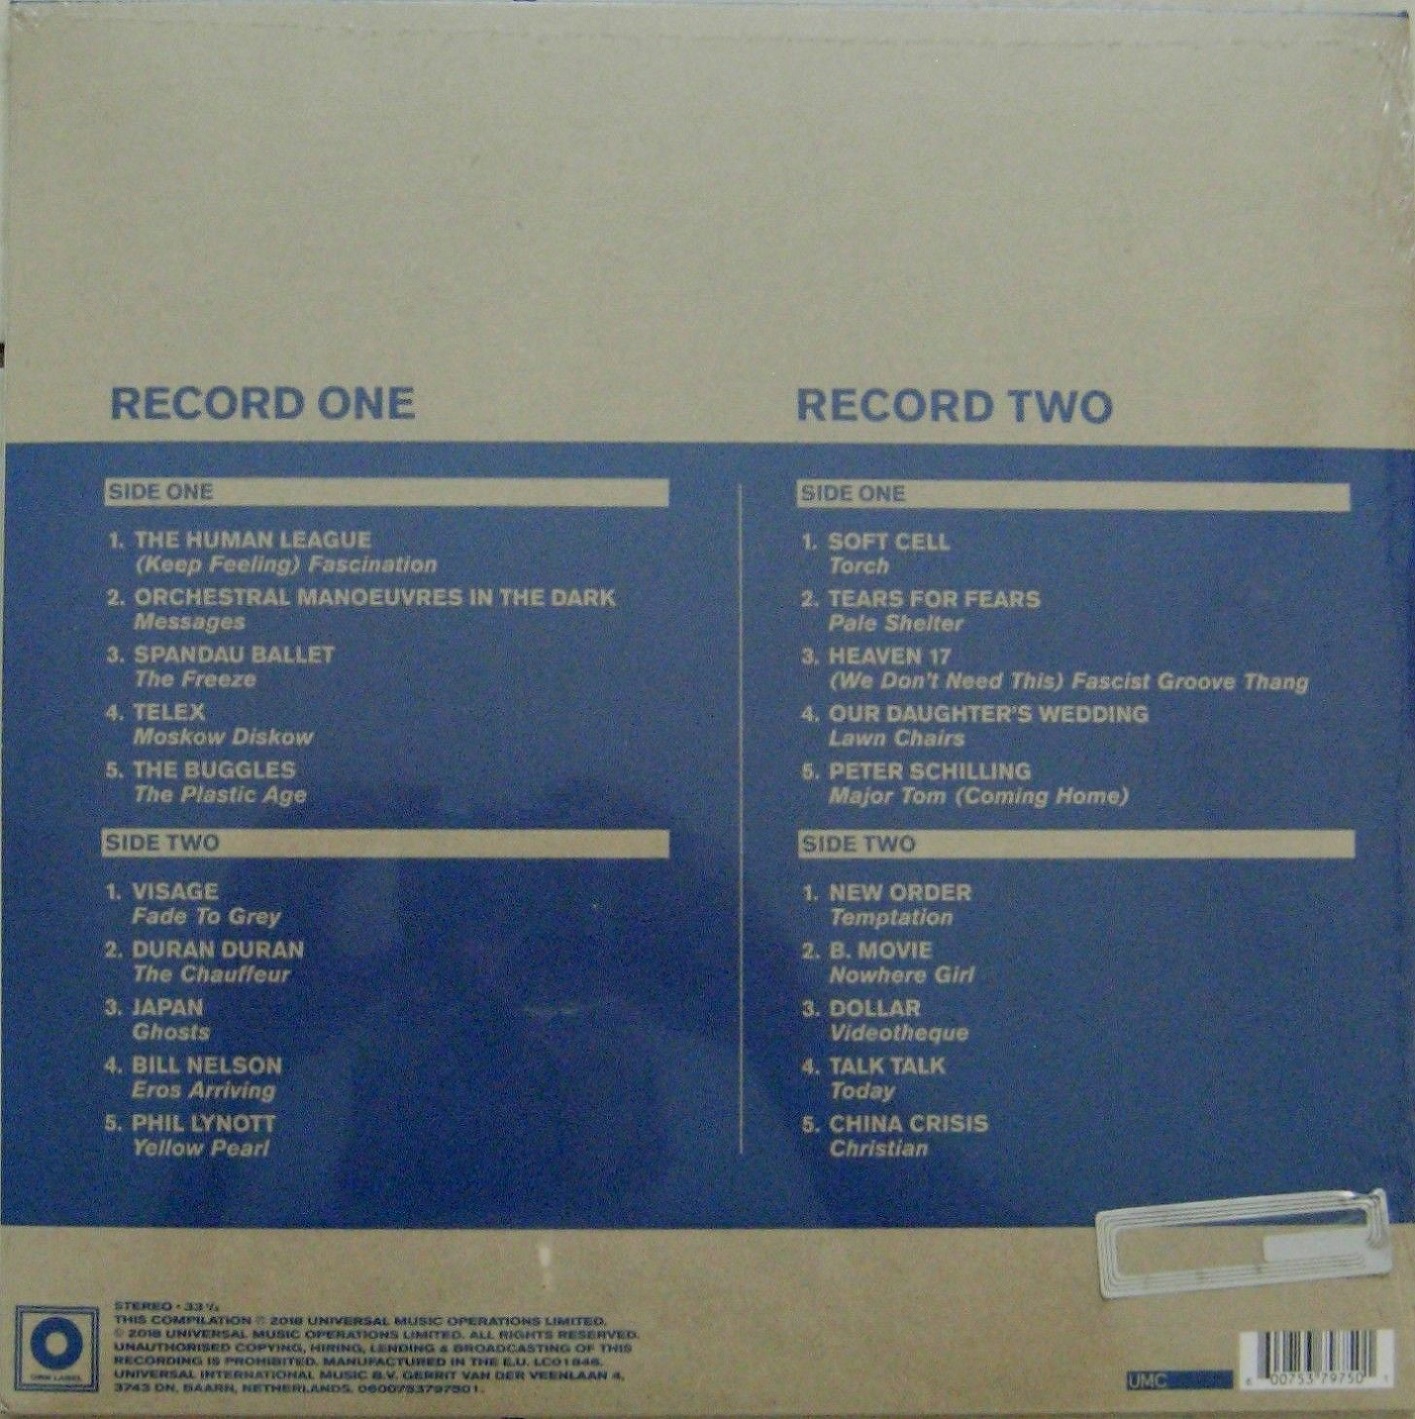 RECORD ONE
SIDE ONE
1. THE HUMAN LEAGUE
(Keep Feeling) Fascination
2. ORCHESTRAL MANOEUVRES IN THE DARK
Messages
3. SPANDAU BALLET
The Freeze
4. TELEX
Moskow Diskow
5. THE BUGGLES
The Plastic Age
SIDE TWO
1. VISAGE
Fade To Grey
2. DURAN DURAN
The Chauffeur
3. JAPAN
Ghosts
4. BILL NELSON
Eros Arriving
5. PHIL LYNOTT
Yellow Pearl
RECORD TWO
SIDE ONE
1. SOFT CELL
Torch
2. TEARS FOR FEARS
Pale Shelter
3. HEAVEN 17
(We Don't Need This) Fascist Groove Thang
4. OUR DAUGHTER'S WEDDING
Lawn Chairs
5. PETER SCHILLING
Major Tom (Coming Home)
SIDE TWO
1. NEW ORDER
Temptation
2. B. MOVIE
Nowhere Girl
3. DOLLAR
Videotheque
4. TALK TALK
Today
5. CHINA CRISIS
Christian
STEREO • 33 ⅓
THIS COMPILATION ℗ 2018 UNIVERSAL MUSIC OPERATIONS LIMITED.
© 2018 UNIVERSAL MUSIC OPERATIONS LIMITED. ALL RIGHTS RESERVED.
UNAUTHORISED COPYING, HIRING, LENDING & BROADCASTING OF THIS
RECORDING IS PROHIBITED. MANUFACTURED IN THE E.U. LC01846.
UNIVERSAL INTERNATIONAL MUSIC B.V. GERRIT VAN DER VEENLAAN 4,
3743 DN, BAARN, NETHERLANDS. 0600753797501.
UMC
6 00753 79750 1